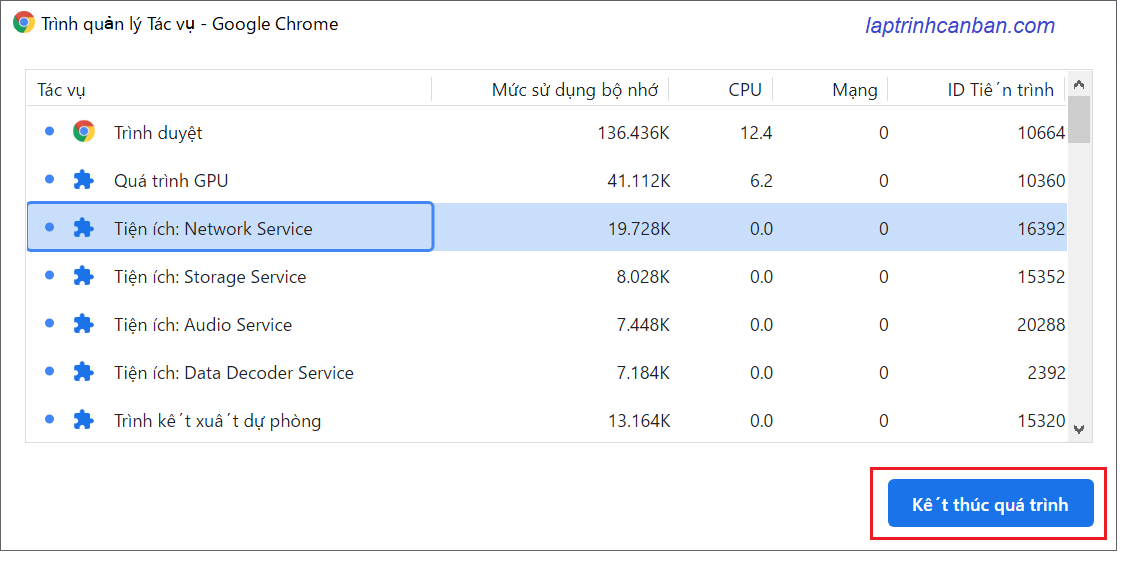 Trình quản lý Tác vụ - Google Chrome
laptrinhcanban.com
Tác vụ Mức sử dụng bộ nhớ CPU Mạng ID Tiến trình
Trình duyệt 136.436K 12.4 0 10664
Quá trình GPU 41.112K 6.2 0 10360
Tiện ích: Network Service 19.728K 0.0 0 16392
Tiện ích: Storage Service 8.028K 0.0 0 15352
Tiện ích: Audio Service 7.448K 0.0 0 20288
Tiện ích: Data Decoder Service 7.184K 0.0 0 2392
Trình kết xuất dự phòng 13.164K 0.0 0 15320
Kết thúc quá trình